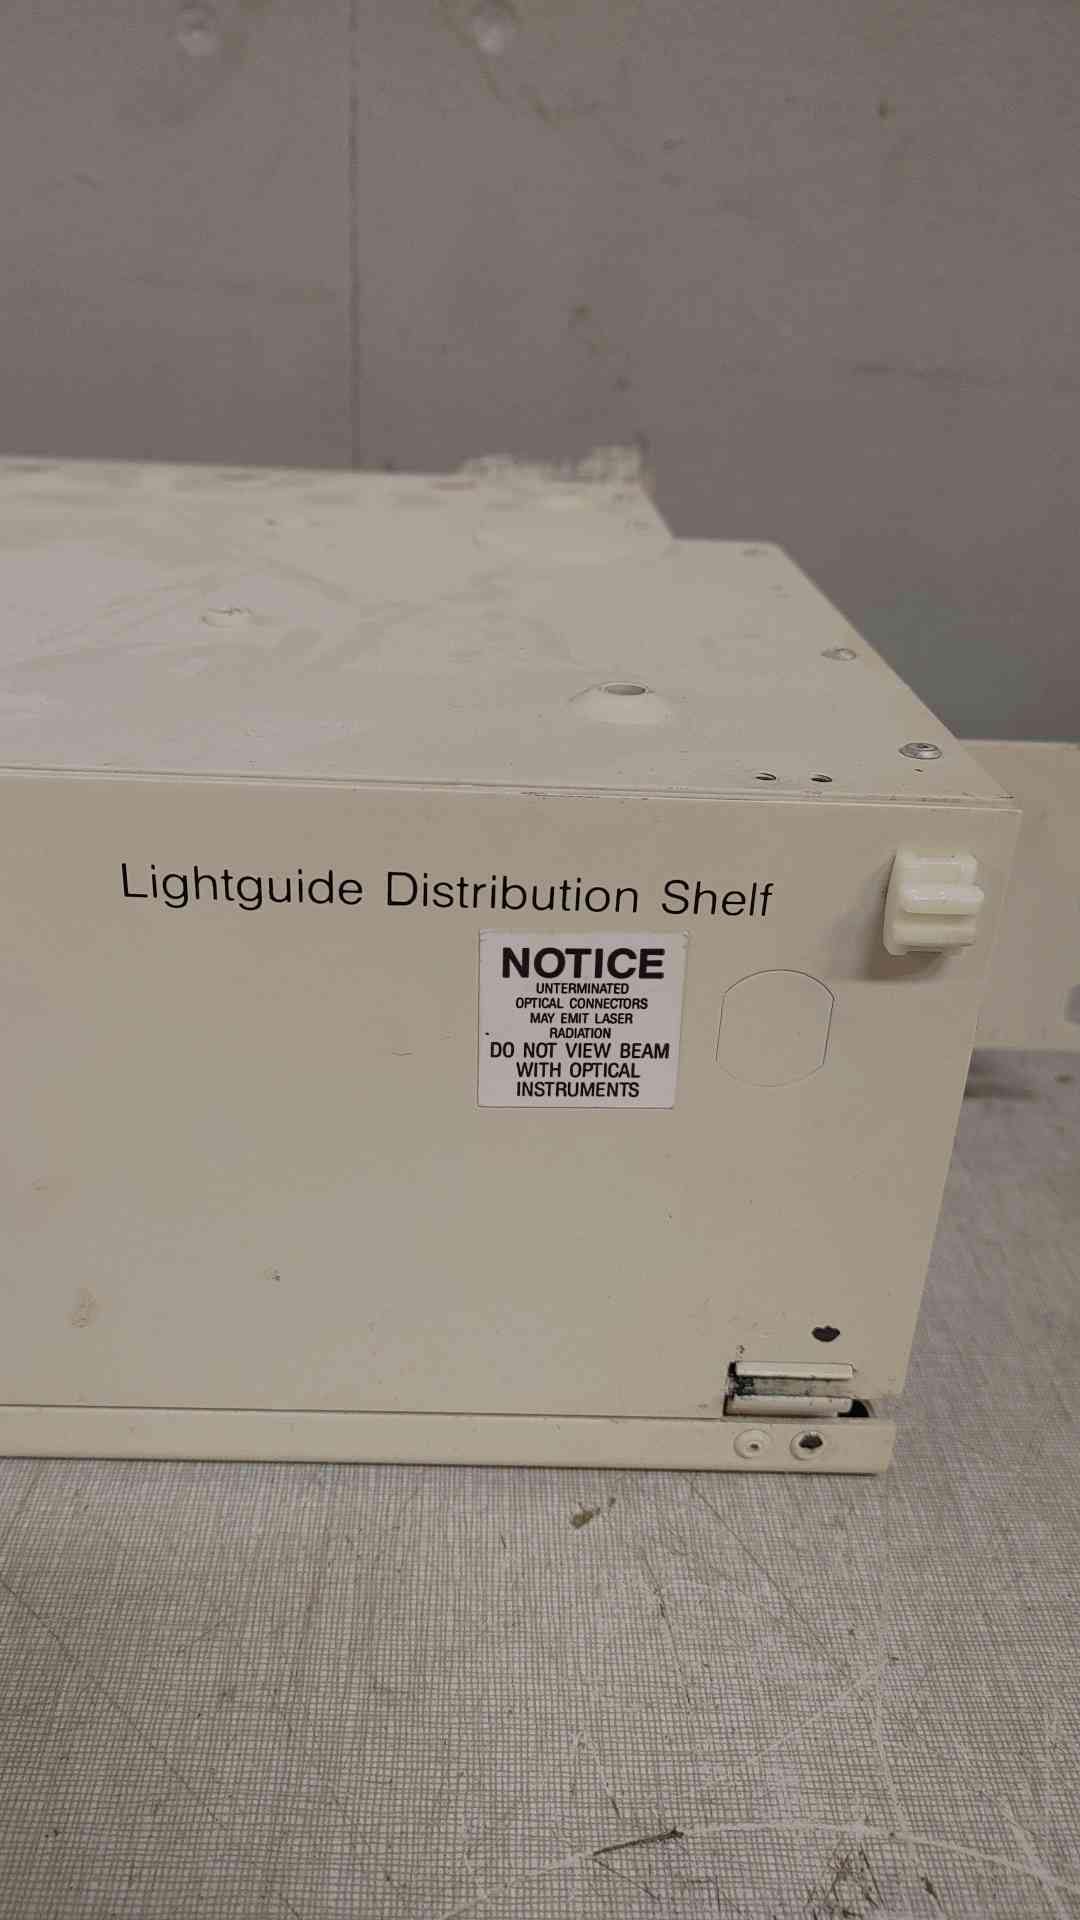 Lightguide Distribution Shelf
NOTICE
UNTERMINATED
OPTICAL CONNECTORS
MAY EMIT LASER
RADIATION
DO NOT VIEW BEAM
WITH OPTICAL
INSTRUMENTS